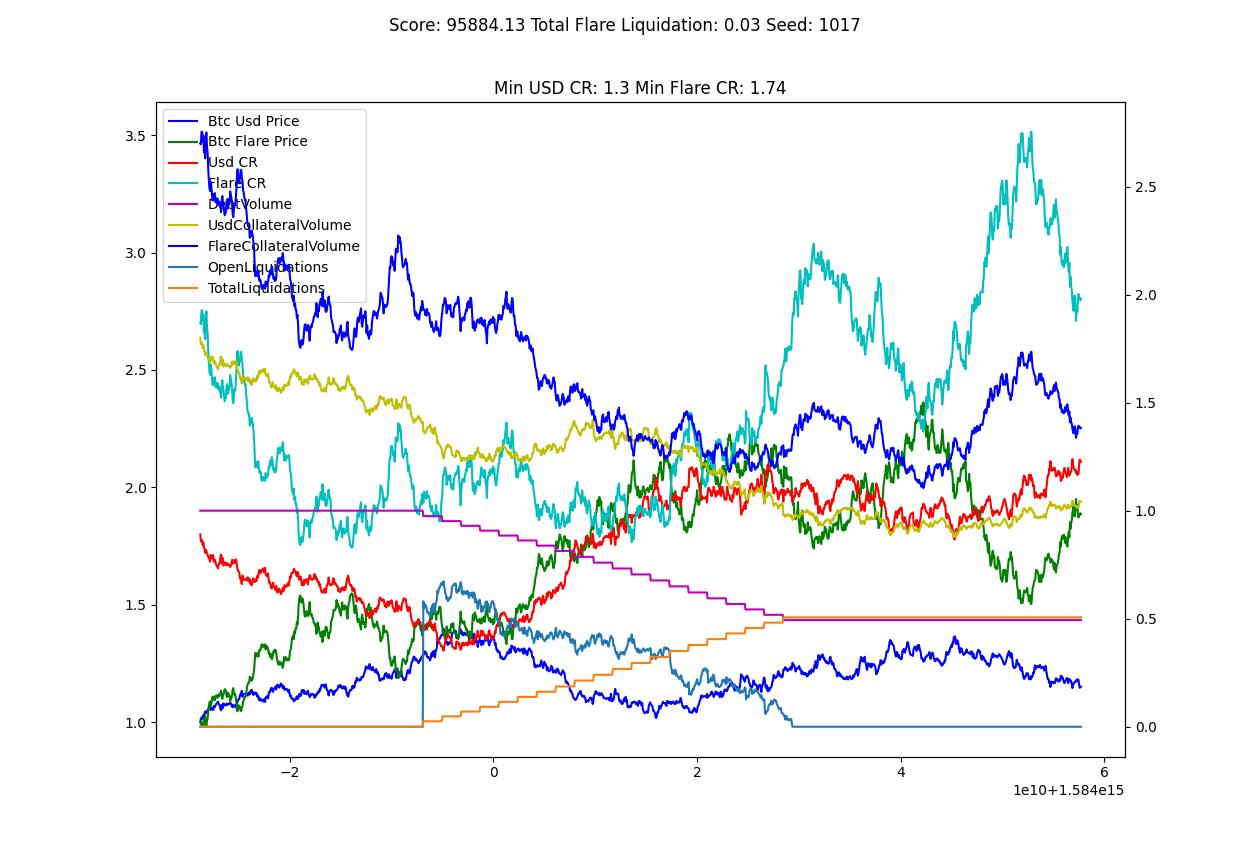 Score: 95884.13 Total Flare Liquidation: 0.03 Seed: 1017
Min USD CR: 1.3 Min Flare CR: 1.74
Btc Usd Price
Btc Flare Price
Usd CR
Flare CR
DebtVolume
UsdCollateralVolume
FlareCollateralVolume
OpenLiquidations
TotalLiquidations
3.5
3.0
2.5
2.0
1.5
1.0
2.5
2.0
1.5
1.0
0.5
0.0
−2
0
2
4
6
1e10+1.584e15